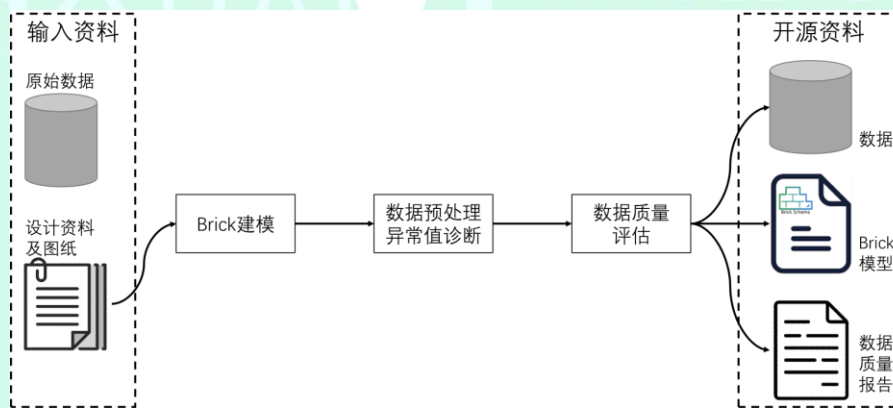 输入资料
原始数据
设计资料
及图纸
Brick建模
数据预处理
异常值诊断
数据质量
评估
开源资料
数据
Brick Schema
Brick
模型
数据
质量
报告